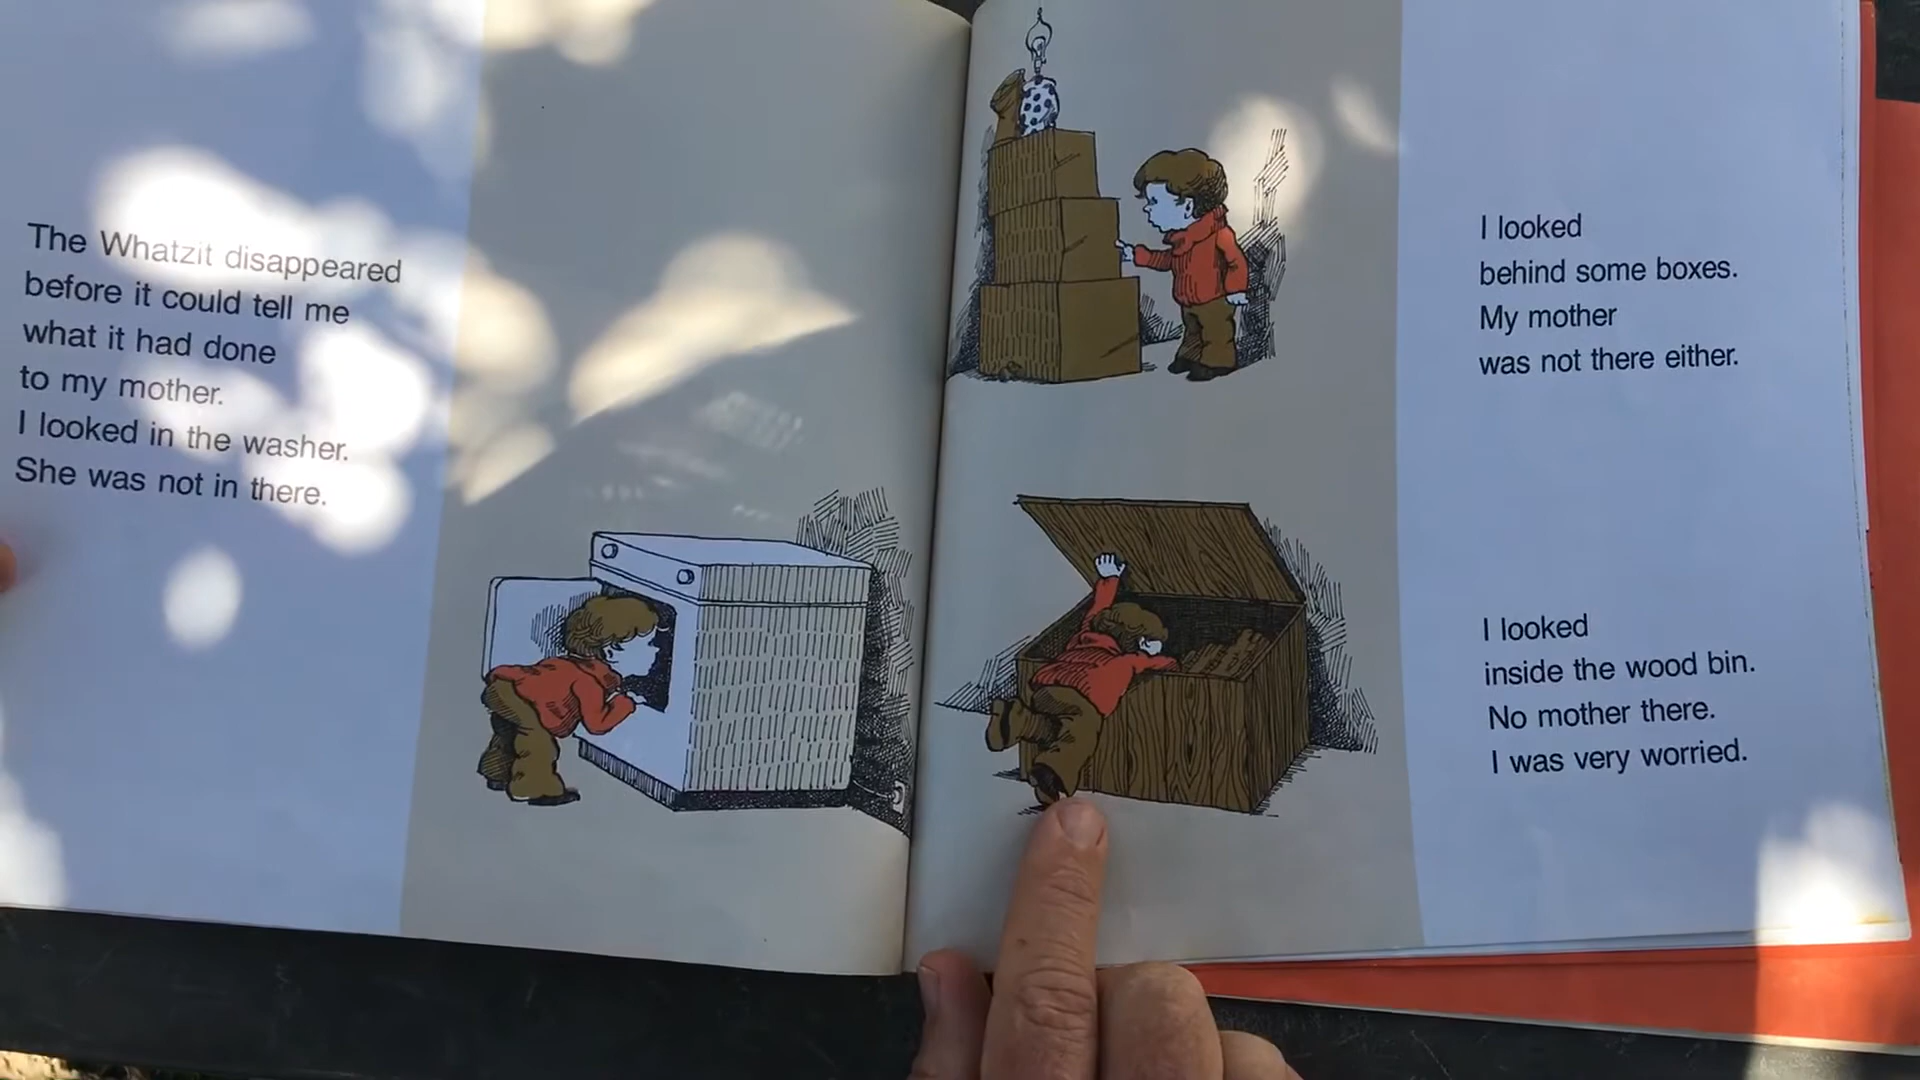 The Whatzit disappeared
before it could tell me
what it had done
to my mother.
I looked in the washer.
She was not in there.
I looked
behind some boxes.
My mother
was not there either.
I looked
inside the wood bin.
No mother there.
I was very worried.